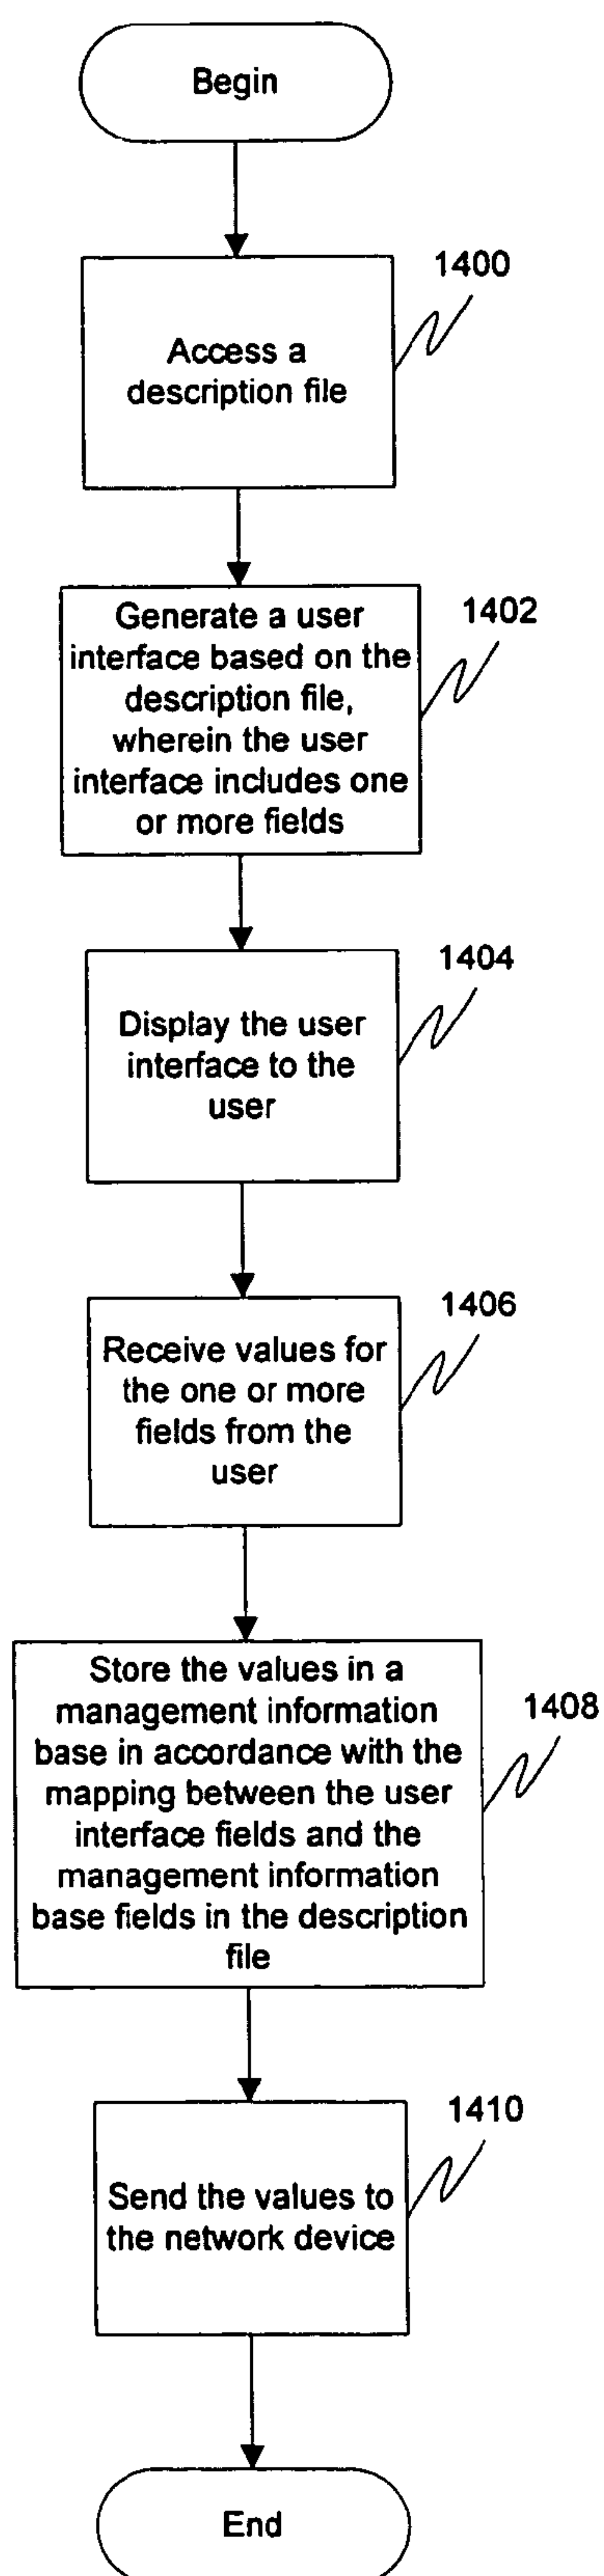 Begin
1400
Access a
description file
1402
Generate a user
interface based on the
description file,
wherein the user
interface includes one
or more fields
1404
Display the user
interface to the
user
1406
Receive values for
the one or more
fields from the
user
1408
Store the values in a
management information
base in accordance with the
mapping between the user
interface fields and the
management information
base fields in the description
file
1410
Send the values to
the network device
End